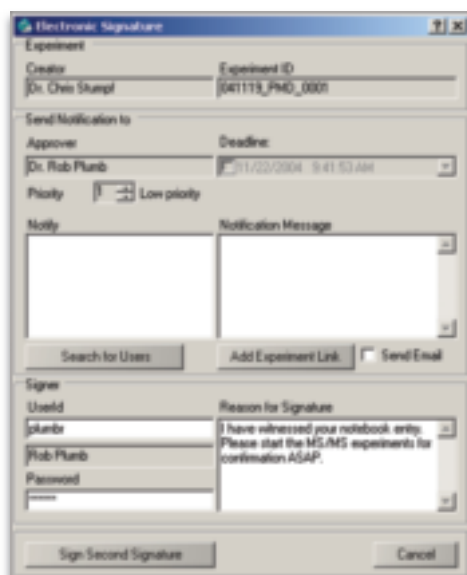 Electronic Signature
Experiment
Creator Experiment ID
Dr. Chris Stumpf 041119_PMD_0001
Send Notification to
Approver Deadline:
Dr. Rob Plumb 11/22/2004 9:41:53 AM
Priority 1 Low priority
Notify Notification Message
Search for Users Add Experiment Link Send Email
Signer
UserId Reason for Signature
plumbr I have witnessed your notebook entry.
Please start the MS/MS experiments for
Rob Plumb confirmation ASAP.
Password
******
Sign Second Signature Cancel